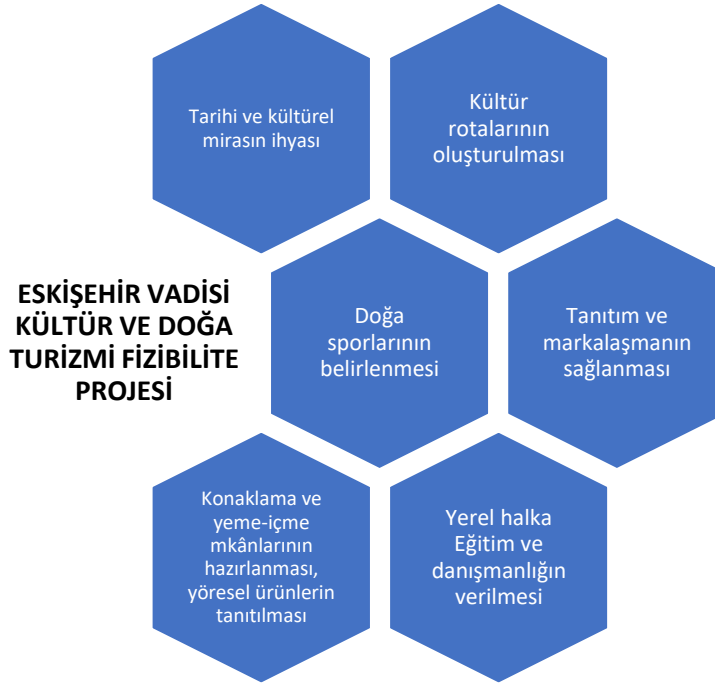 Tarihi ve kültürel
mirasın ihyası
Kültür
rotalarının
oluşturulması
ESKİŞEHİR VADİSİ
KÜLTÜR VE DOĞA
TURİZMİ FİZİBİLİTE
PROJESİ
Doğa
sporlarının
belirlenmesi
Tanıtım ve
markalaşmanın
sağlanması
Konaklama ve
yeme-içme
mkânlarının
hazırlanması,
yöresel ürünlerin
tanıtılması
Yerel halka
Eğitim ve
danışmanlığın
verilmesi